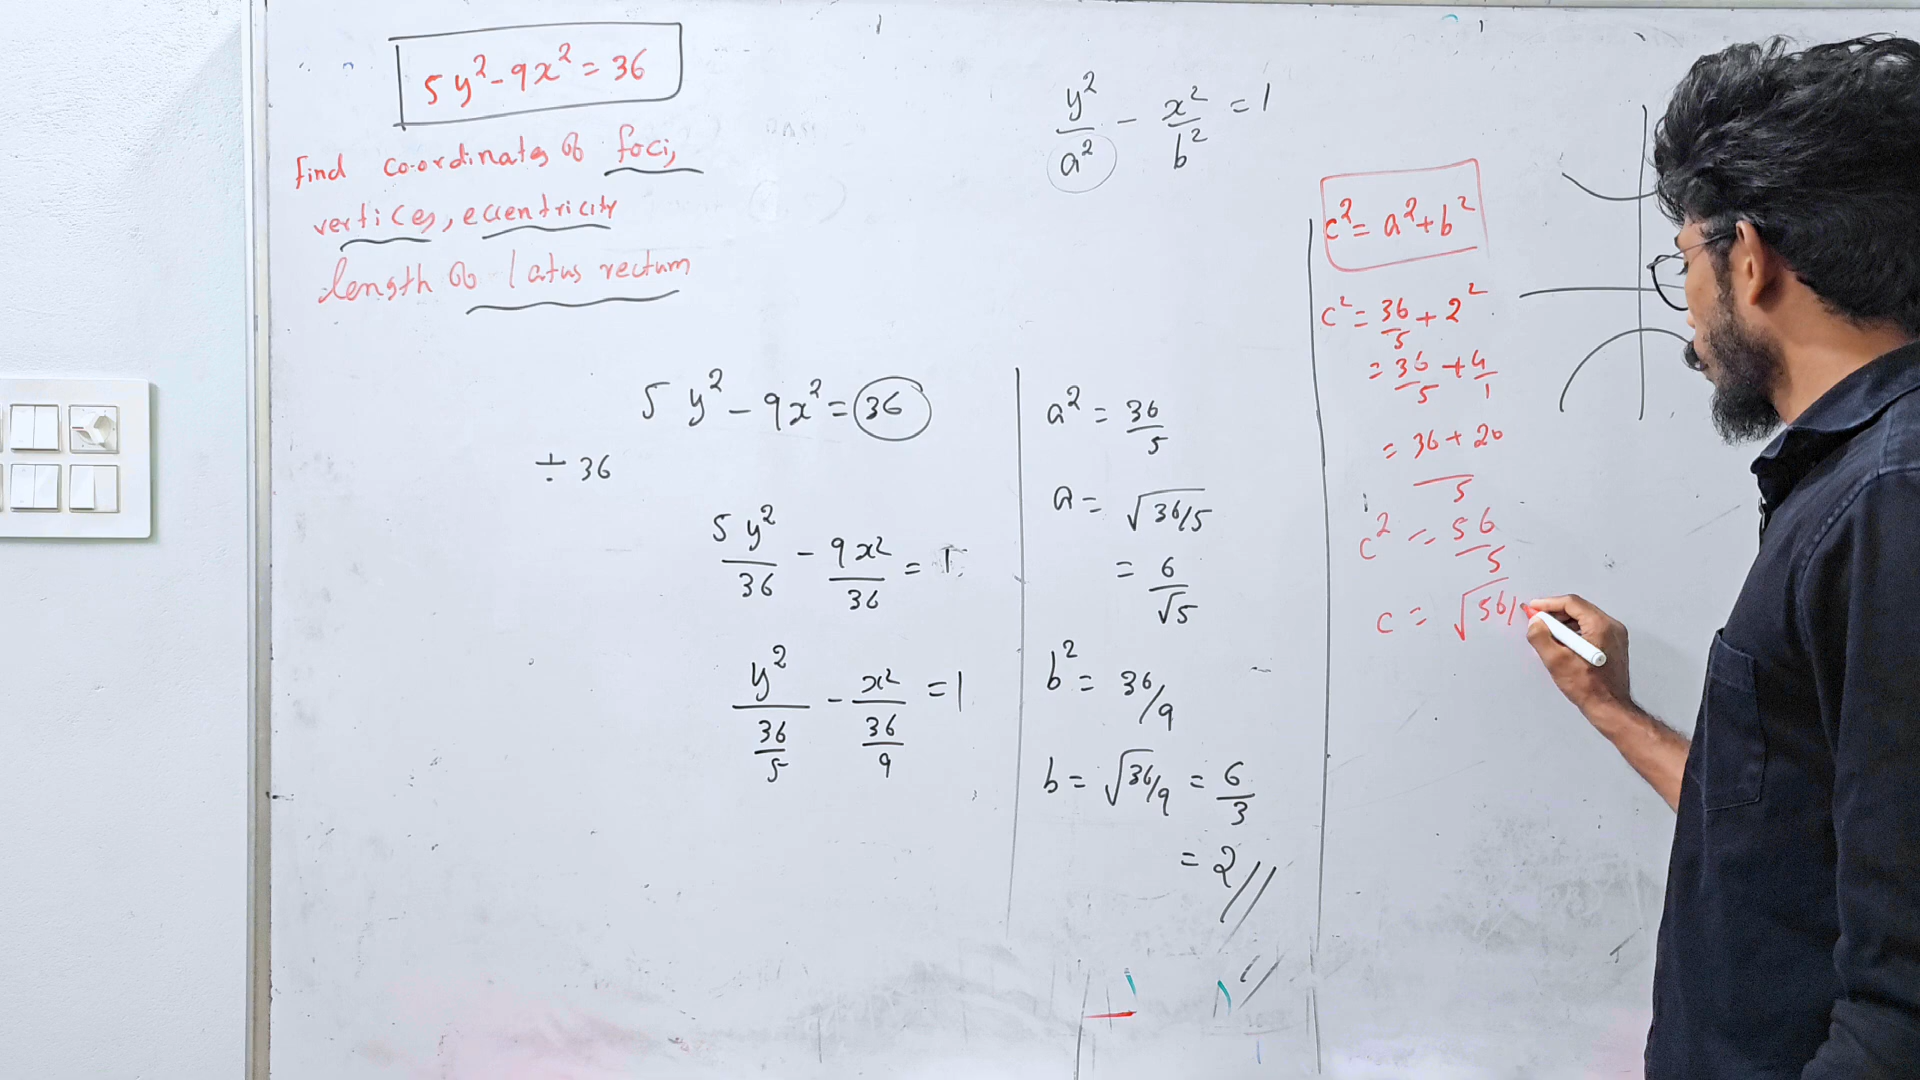 5y² - 9x² = 36
Find co-ordinates of foci,
vertices, eccentricity
length of latus rectum
5y² - 9x² = 36
÷ 36
5y²/36 - 9x²/36 = 1
y²/(36/5) - x²/(36/9) = 1
y²/a² - x²/b² = 1
a² = 36/5
a = √36/5
= 6/√5
b² = 36/9
b = √36/9 = 6/3
= 2//
c² = a² + b²
c² = 36/5 + 2²
= 36/5 + 4/1
= 36 + 20/5
c² = 56/5
c = √56/